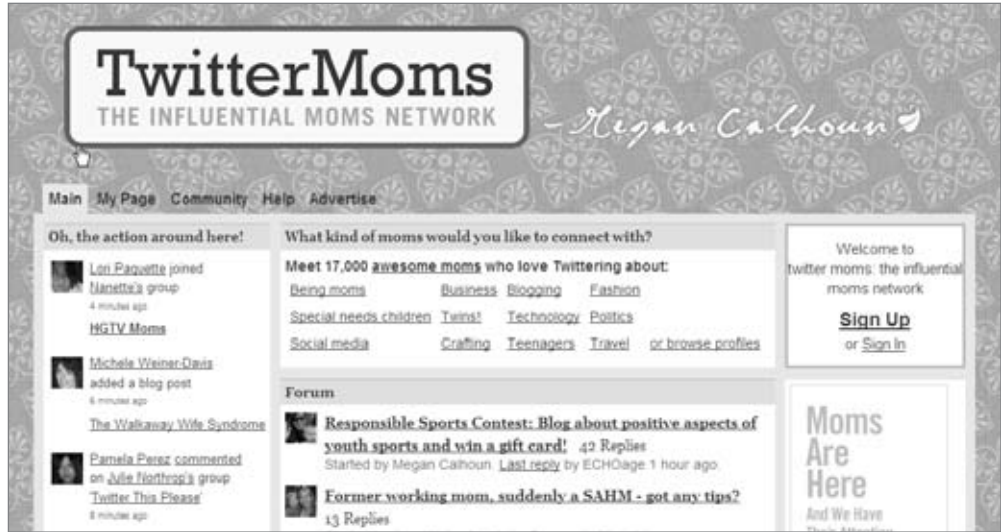 TwitterMoms
THE INFLUENTIAL MOMS NETWORK
- Megan Calhoun
Main My Page Community Help Advertise
Oh, the action around here!
Lori Paquette joined
Nanette's group
4 minutes ago
HGTV Moms
Michele Weiner-Davis
added a blog post
6 minutes ago
The Walkaway Wife Syndrome
Pamela Perez commented
on Julie Northrop's group
'Twitter This Please'
8 minutes ago
What kind of moms would you like to connect with?
Meet 17,000 awesome moms who love Twittering about:
Being moms Business Blogging Fashion
Special needs children Twins! Technology Politics
Social media Crafting Teenagers Travel or browse profiles
Forum
Responsible Sports Contest: Blog about positive aspects of
youth sports and win a gift card! 42 Replies
Started by Megan Calhoun. Last reply by ECHOage 1 hour ago.
Former working mom, suddenly a SAHM - got any tips?
13 Replies
Welcome to
twitter moms: the influential
moms network
Sign Up
or Sign In
Moms
Are
Here
And We Have
Their Attention